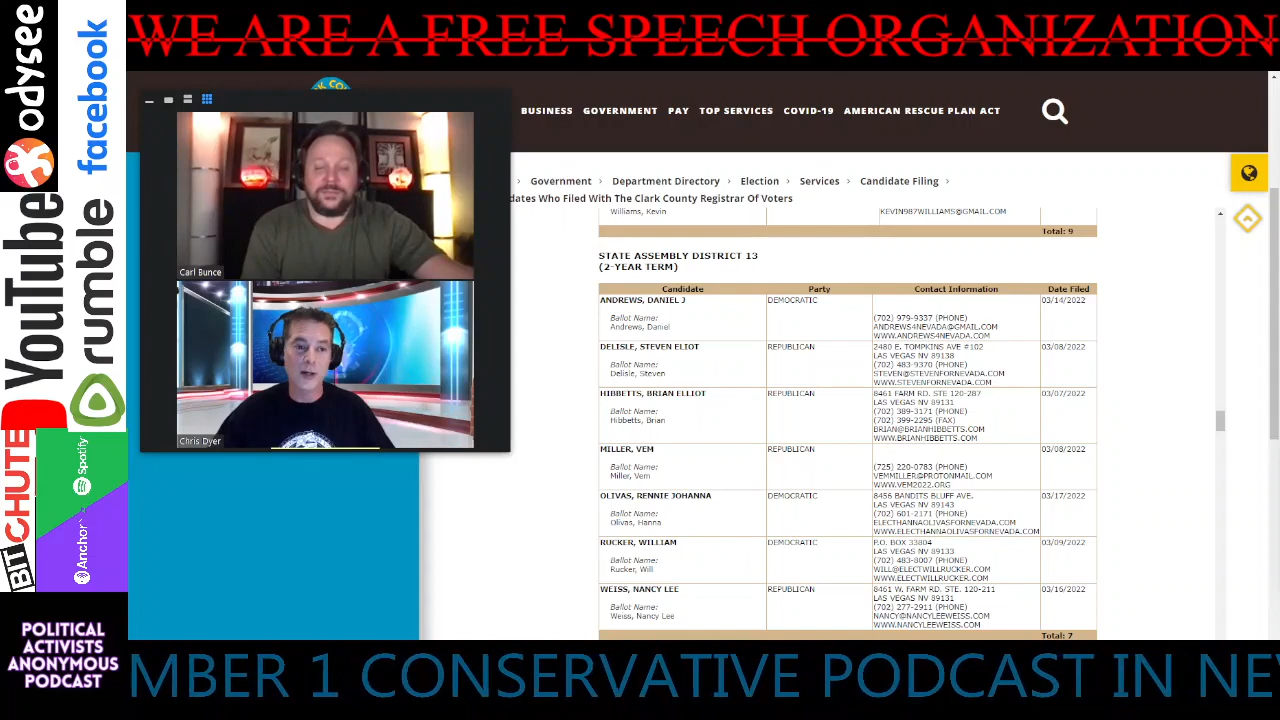 WE ARE A FREE SPEECH ORGANIZATION
odysee
facebook
YouTube
rumble
BITCHUTE
Spotify
Anchor
POLITICAL
ACTIVISTS
ANONYMOUS
PODCAST
BUSINESS GOVERNMENT PAY TOP SERVICES COVID-19 AMERICAN RESCUE PLAN ACT
Carl Bunce
Chris Dyer
› Government › Department Directory › Election › Services › Candidate Filing ›
dates Who Filed With The Clark County Registrar Of Voters
Williams, Kevin KEVIN987WILLIAMS@GMAIL.COM
Total: 9
STATE ASSEMBLY DISTRICT 13
(2-YEAR TERM)
Candidate Party Contact Information Date Filed
ANDREWS, DANIEL J DEMOCRATIC 03/14/2022
Ballot Name: (702) 979-9337 (PHONE)
Andrews, Daniel ANDREWS4NEVADA@GMAIL.COM
WWW.ANDREWS4NEVADA.COM
DELISLE, STEVEN ELIOT REPUBLICAN 2480 E. TOMPKINS AVE #102 03/08/2022
LAS VEGAS NV 89138
Ballot Name: (702) 483-9370 (PHONE)
Delisle, Steven STEVEN@STEVENFORNEVADA.COM
WWW.STEVENFORNEVADA.COM
HIBBETTS, BRIAN ELLIOT REPUBLICAN 8461 FARM RD. STE 120-287 03/07/2022
LAS VEGAS NV 89131
Ballot Name: (702) 389-3171 (PHONE)
Hibbetts, Brian (702) 399-2295 (FAX)
BRIAN@BRIANHIBBETTS.COM
WWW.BRIANHIBBETTS.COM
MILLER, VEM REPUBLICAN 03/08/2022
Ballot Name: (725) 220-0783 (PHONE)
Miller, Vem VEMMILLER@PROTONMAIL.COM
WWW.VEM2022.ORG
OLIVAS, RENNIE JOHANNA DEMOCRATIC 8456 BANDITS BLUFF AVE. 03/17/2022
LAS VEGAS NV 89143
Ballot Name: (702) 601-2171 (PHONE)
Olivas, Hanna ELECTHANNAOLIVASFORNEVADA.COM
WWW.ELECTHANNAOLIVASFORNEVADA.COM
RUCKER, WILLIAM DEMOCRATIC P.O. BOX 33804 03/09/2022
LAS VEGAS NV 89133
Ballot Name: (702) 483-8007 (PHONE)
Rucker, Will WILL@ELECTWILLRUCKER.COM
WWW.ELECTWILLRUCKER.COM
WEISS, NANCY LEE REPUBLICAN 8461 W. FARM RD. STE. 120-211 03/16/2022
LAS VEGAS NV 89131
Ballot Name: (702) 277-2911 (PHONE)
Weiss, Nancy Lee NANCY@NANCYLEEWEISS.COM
WWW.NANCYLEEWEISS.COM
Total: 7
MBER 1 CONSERVATIVE PODCAST IN NE